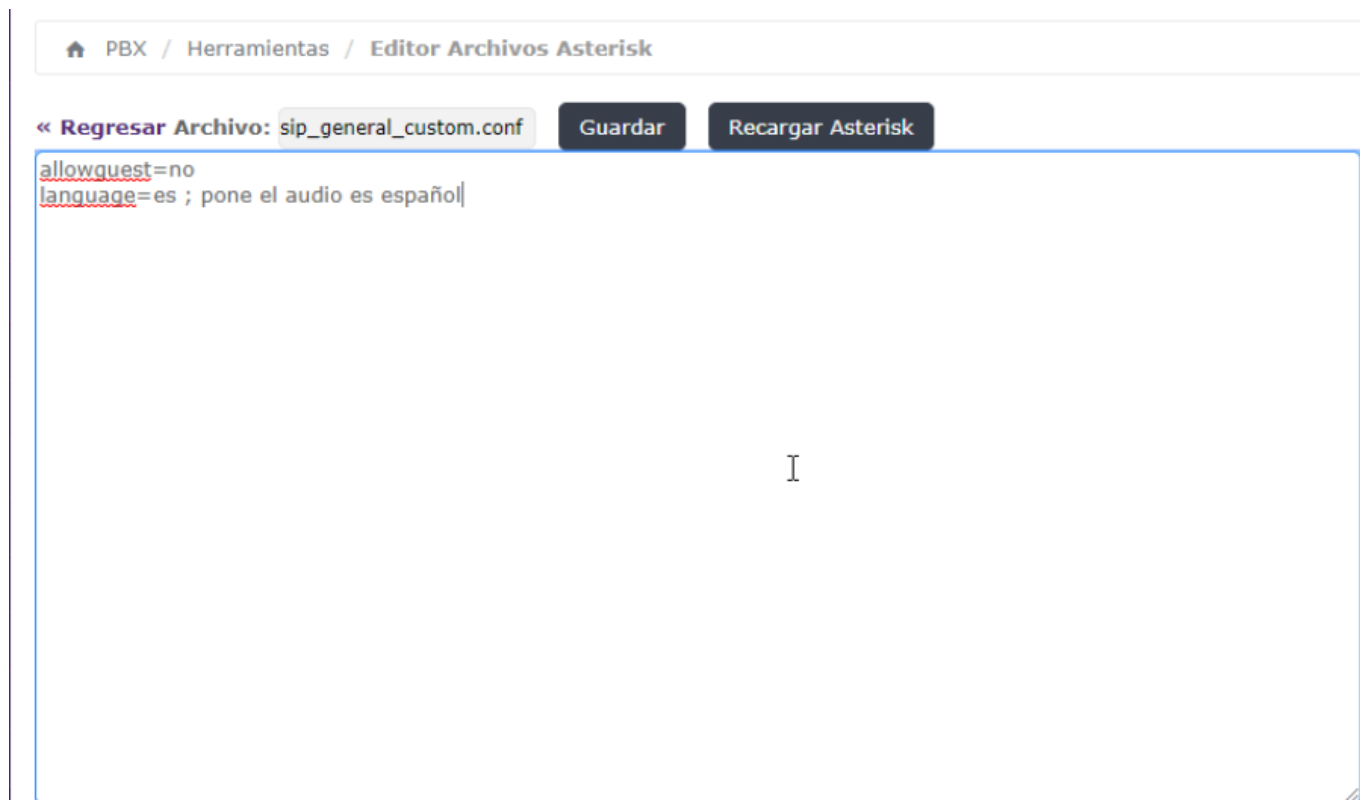 PBX / Herramientas / Editor Archivos Asterisk
« Regresar Archivo: sip_general_custom.conf Guardar Recargar Asterisk
allowguest=no
language=es ; pone el audio es español